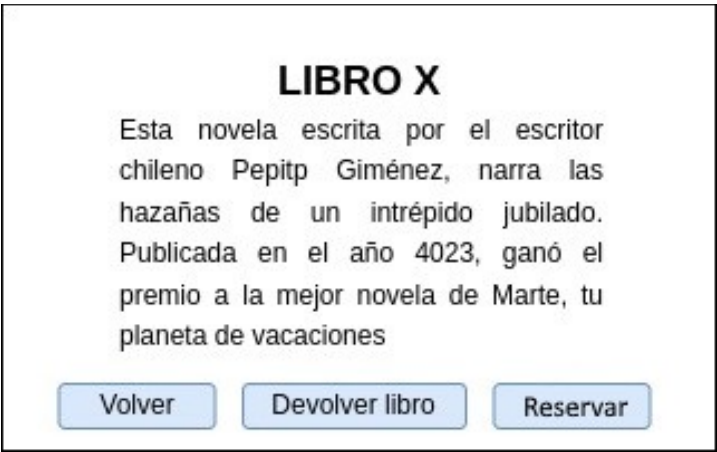 LIBRO X
Esta novela escrita por el escritor
chileno Pepitp Giménez, narra las
hazañas de un intrépido jubilado.
Publicada en el año 4023, ganó el
premio a la mejor novela de Marte, tu
planeta de vacaciones
Volver Devolver libro Reservar